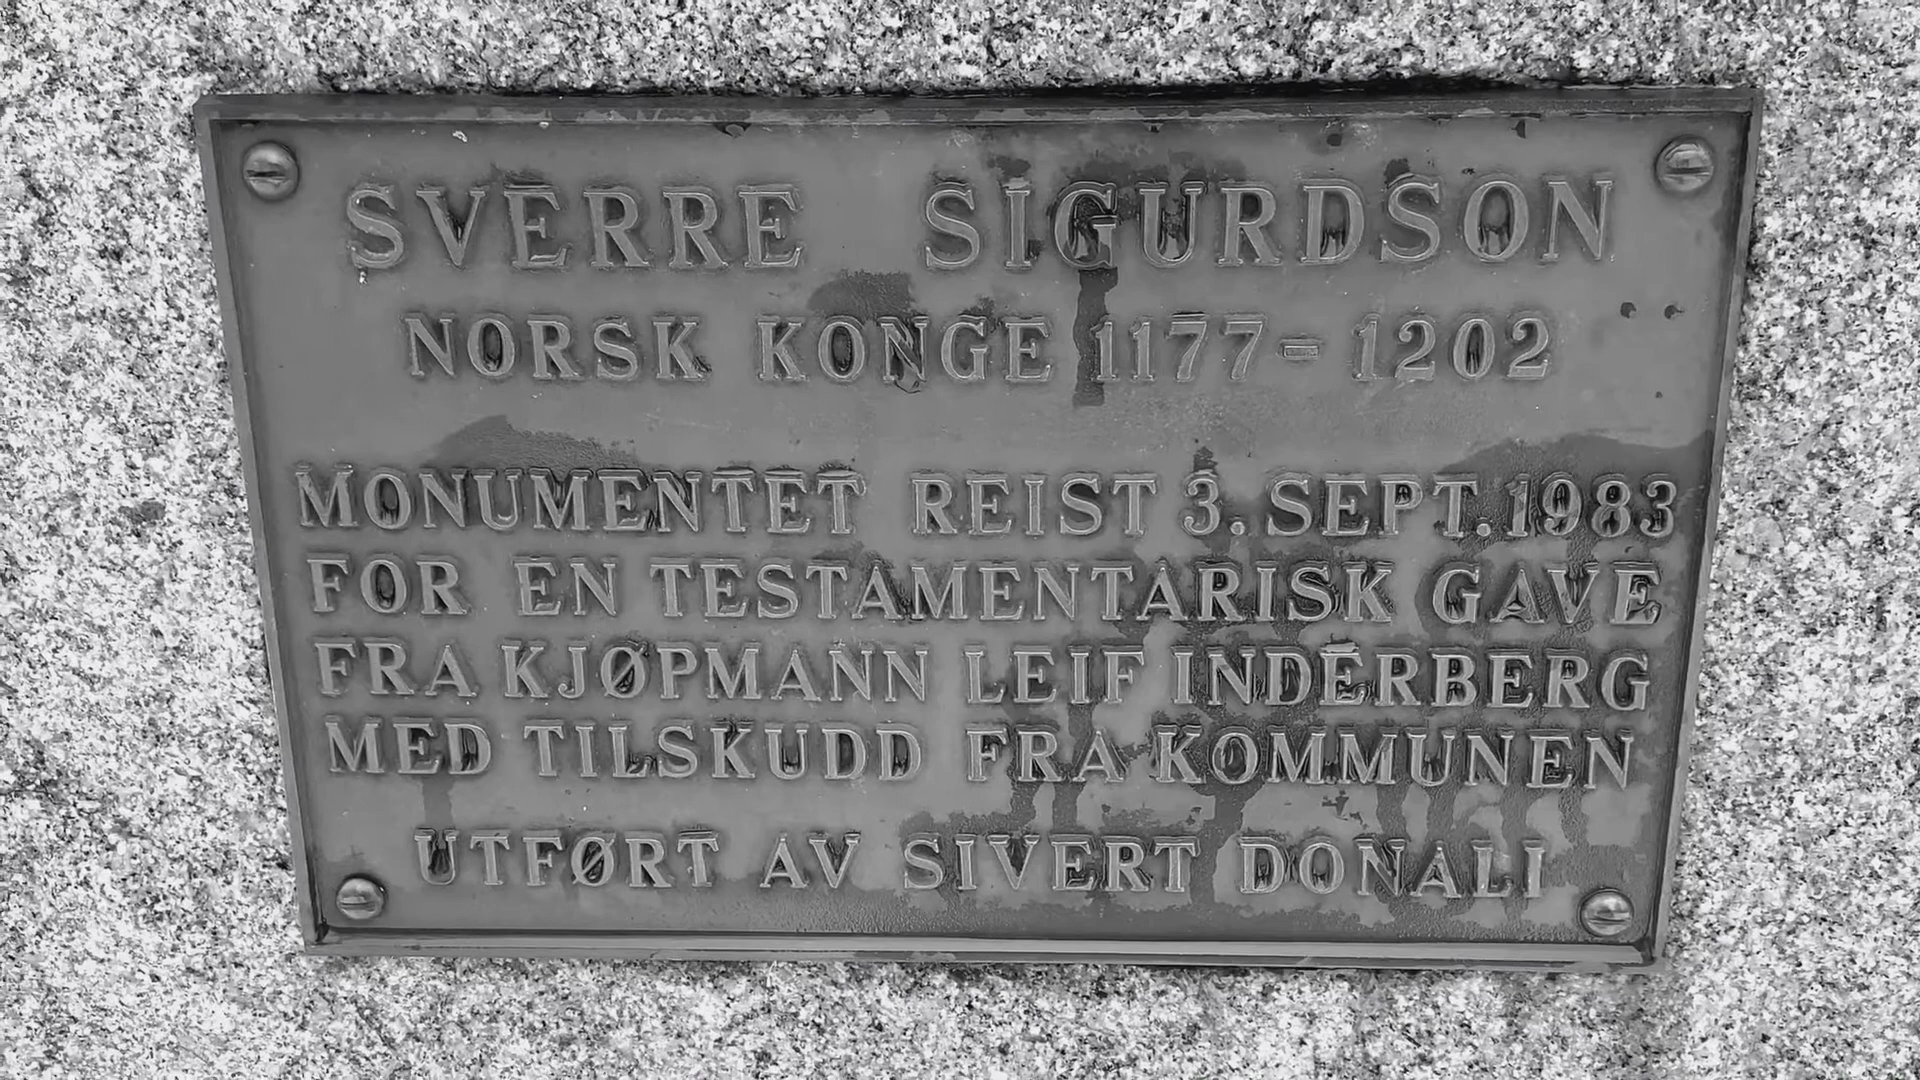 SVERRE SIGURDSON
NORSK KONGE 1177 - 1202
MONUMENTET REIST 3. SEPT. 1983
FOR EN TESTAMENTARISK GAVE
FRA KJØPMANN LEIF INDERBERG
MED TILSKUDD FRA KOMMUNEN
UTFØRT AV SIVERT DONALI